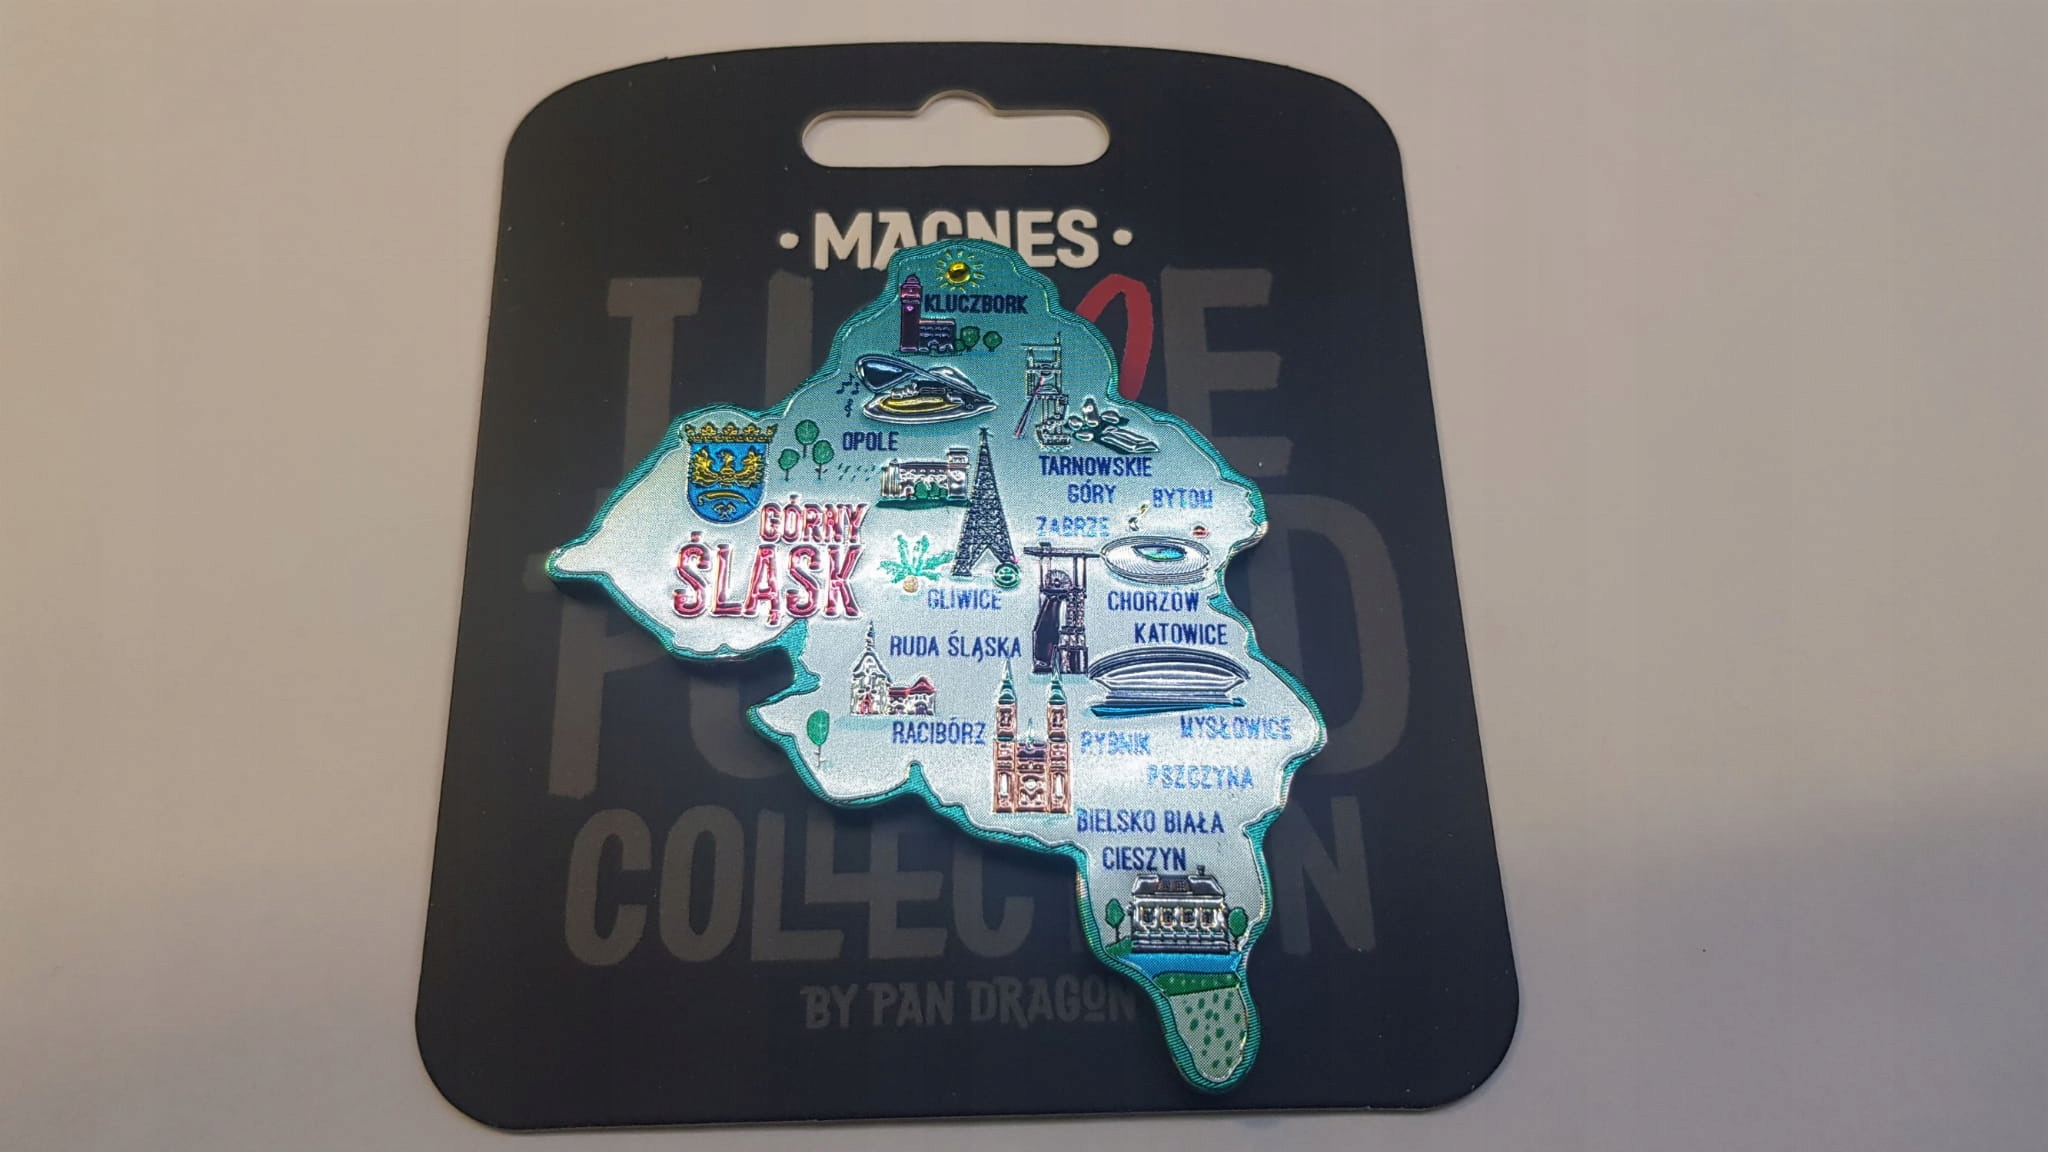 MAGNES
KLUCZBORK
OPOLE
TARNOWSKIE
GÓRY
BYTOM
ZABRZE
GÓRNY
ŚLĄSK
GLIWICE
CHORZÓW
KATOWICE
RUDA ŚLĄSKA
RACIBÓRZ
RYBNIK
MYSŁOWICE
PSZCZYNA
BIELSKO BIAŁA
CIESZYN
BY PAN DRAGON